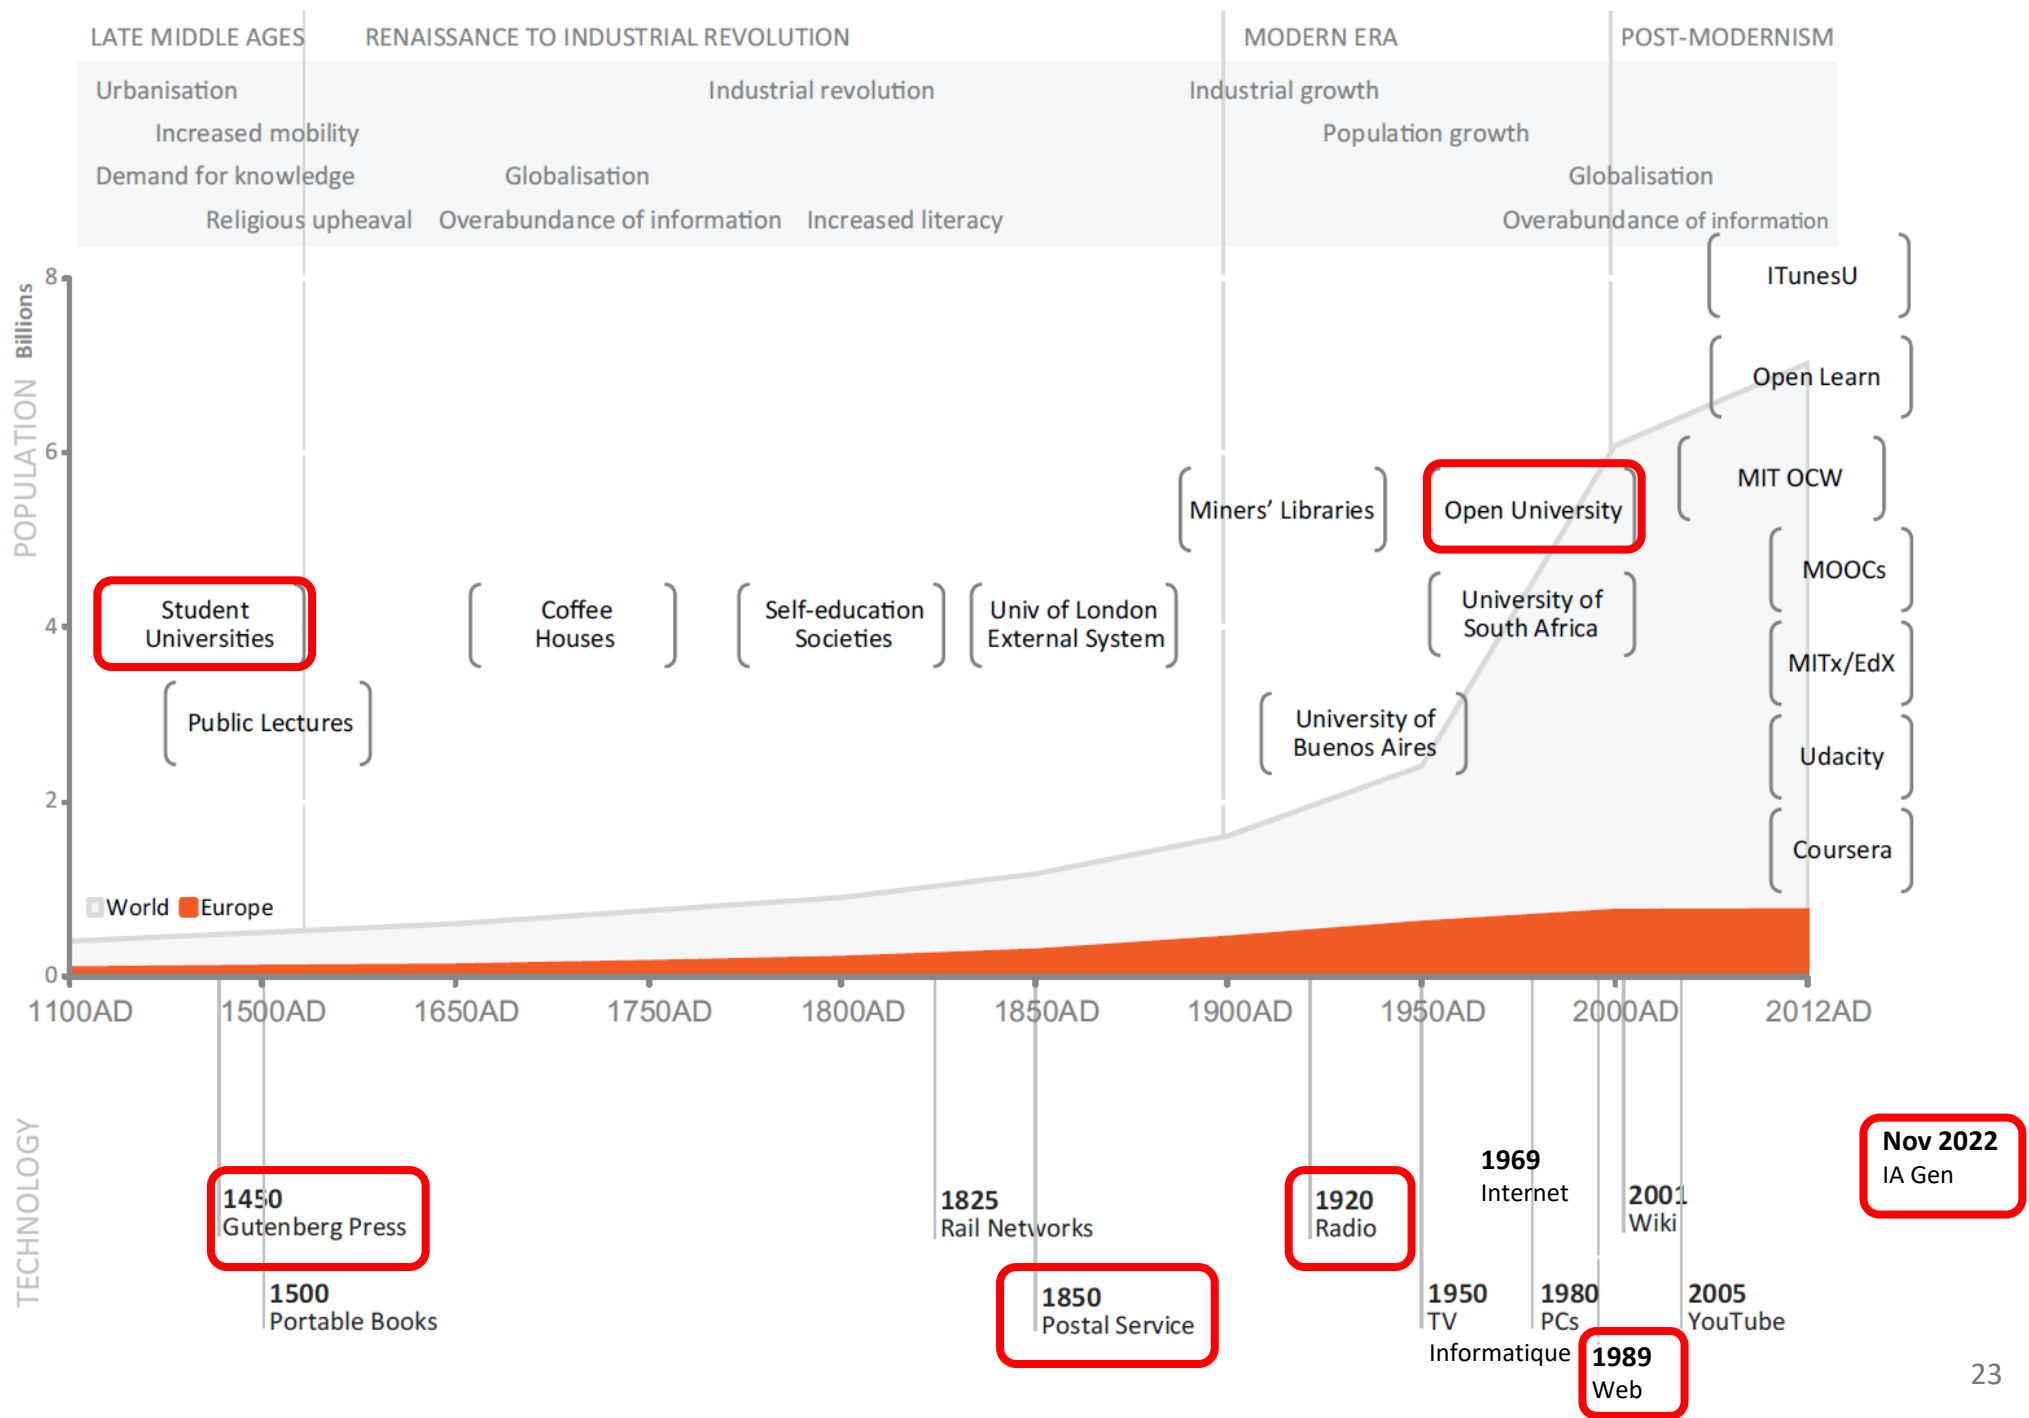 LATE MIDDLE AGES
RENAISSANCE TO INDUSTRIAL REVOLUTION
MODERN ERA
POST-MODERNISM
Urbanisation
Industrial revolution
Industrial growth
Increased mobility
Population growth
Demand for knowledge
Globalisation
Globalisation
Religious upheaval
Overabundance of information
Increased literacy
Overabundance of information
POPULATION Billions
8
6
4
2
0
ITunesU
Open Learn
MIT OCW
Miners' Libraries
Open University
MOOCs
Student
Universities
Coffee
Houses
Self-education
Societies
Univ of London
External System
University of
South Africa
MITx/EdX
Public Lectures
University of
Buenos Aires
Udacity
Coursera
World
Europe
1100AD
1500AD
1650AD
1750AD
1800AD
1850AD
1900AD
1950AD
2000AD
2012AD
TECHNOLOGY
1450
Gutenberg Press
1500
Portable Books
1825
Rail Networks
1850
Postal Service
1920
Radio
1950
TV
Informatique
1969
Internet
1980
PCs
1989
Web
2001
Wiki
2005
YouTube
Nov 2022
IA Gen
23